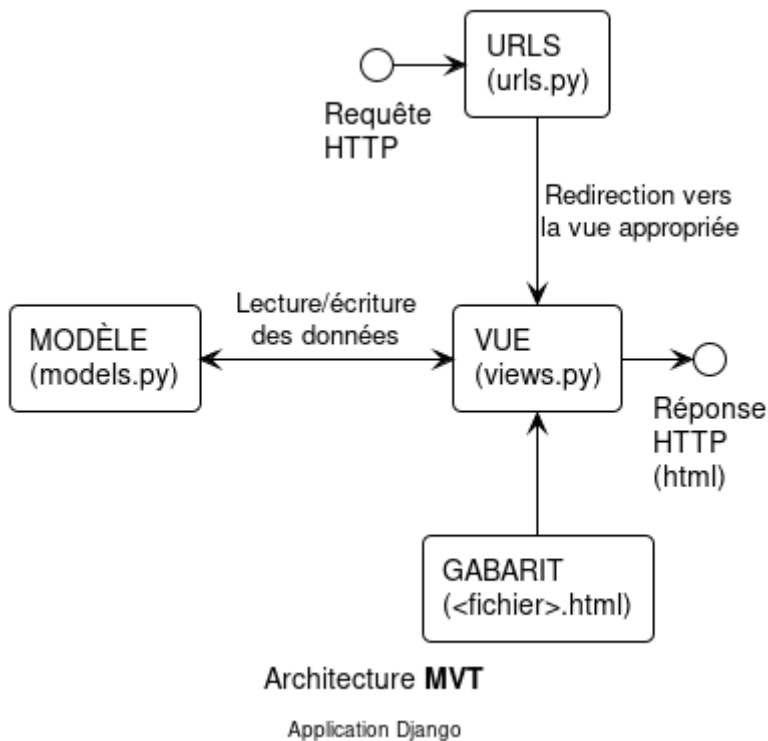 URLS
(urls.py)
Requête
HTTP
Redirection vers
la vue appropriée
Lecture/écriture
des données
MODÈLE
(models.py)
VUE
(views.py)
Réponse
HTTP
(html)
GABARIT
(<fichier>.html)
Architecture MVT
Application Django